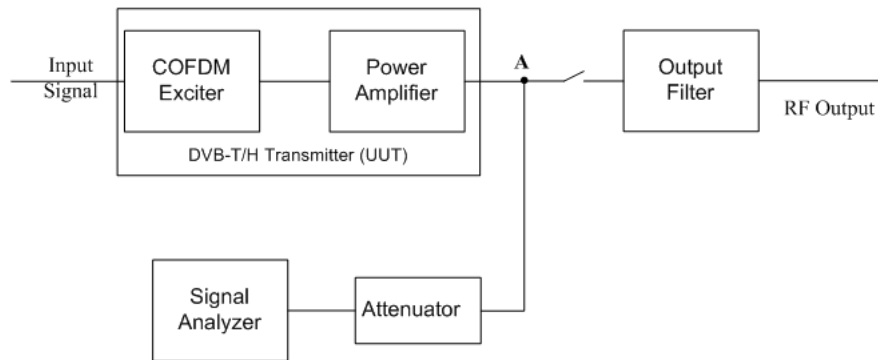 Input
Signal
COFDM
Exciter
Power
Amplifier
DVB-T/H Transmitter (UUT)
A
Output
Filter
RF Output
Signal
Analyzer
Attenuator